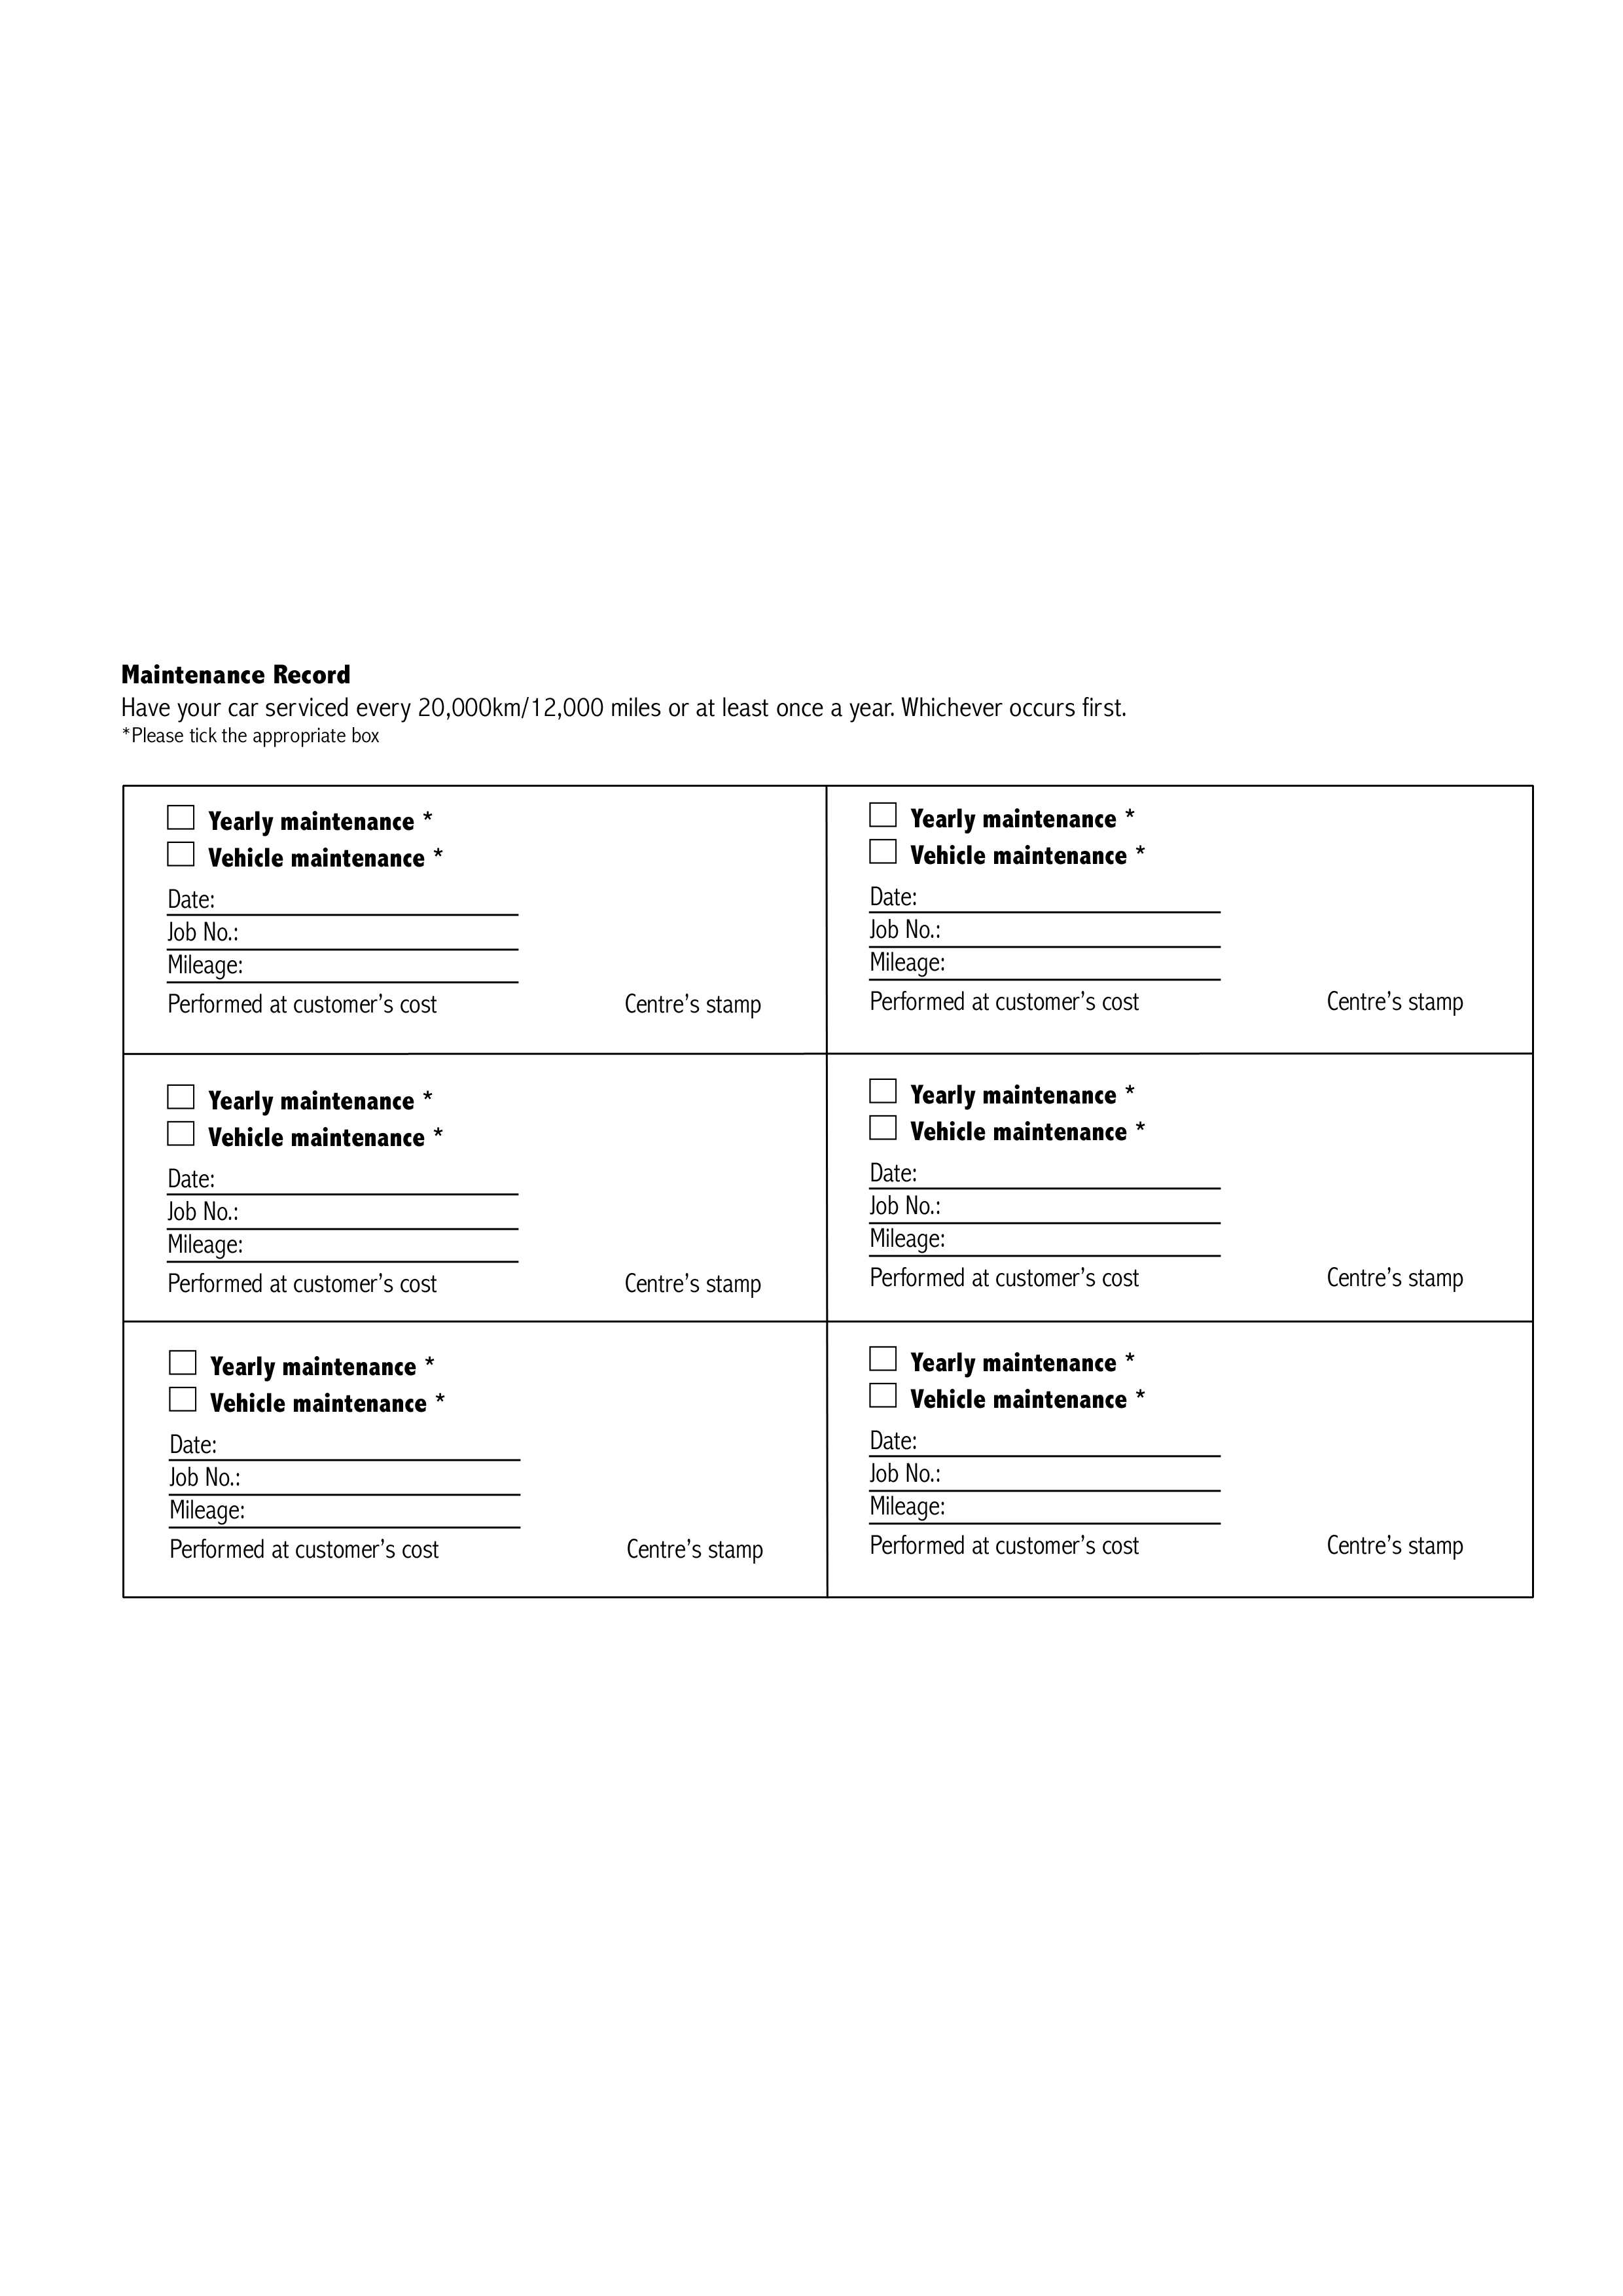 Maintenance Record
Have your car serviced every 20,000km/12,000 miles or at least once a year. Whichever occurs first.
*Please tick the appropriate box
Yearly maintenance *
Vehicle maintenance *
Date:
Job No.:
Mileage:
Performed at customer’s cost Centre’s stamp
Yearly maintenance *
Vehicle maintenance *
Date:
Job No.:
Mileage:
Performed at customer’s cost Centre’s stamp
Yearly maintenance *
Vehicle maintenance *
Date:
Job No.:
Mileage:
Performed at customer’s cost Centre’s stamp
Yearly maintenance *
Vehicle maintenance *
Date:
Job No.:
Mileage:
Performed at customer’s cost Centre’s stamp
Yearly maintenance *
Vehicle maintenance *
Date:
Job No.:
Mileage:
Performed at customer’s cost Centre’s stamp
Yearly maintenance *
Vehicle maintenance *
Date:
Job No.:
Mileage:
Performed at customer’s cost Centre’s stamp